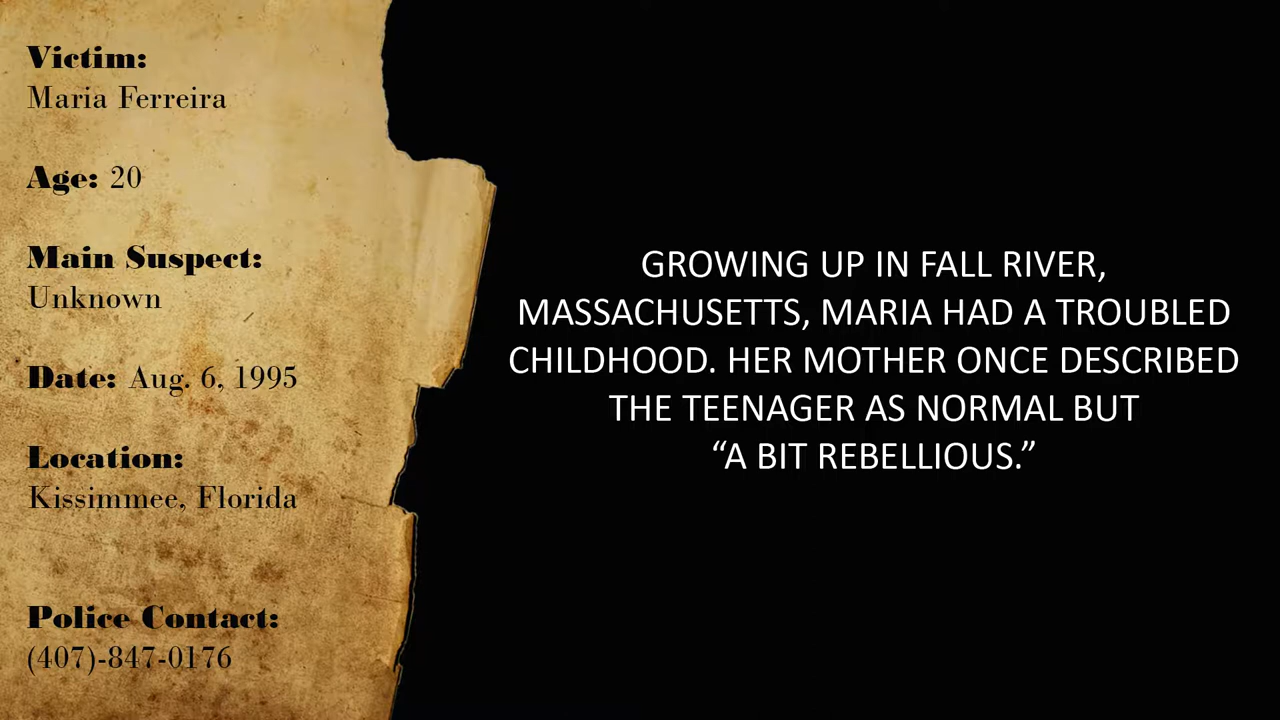 Victim:
Maria Ferreira
Age: 20
Main Suspect:
Unknown
Date: Aug. 6, 1995
Location:
Kissimmee, Florida
Police Contact:
(407)-847-0176
GROWING UP IN FALL RIVER,
MASSACHUSETTS, MARIA HAD A TROUBLED
CHILDHOOD. HER MOTHER ONCE DESCRIBED
THE TEENAGER AS NORMAL BUT
“A BIT REBELLIOUS.”